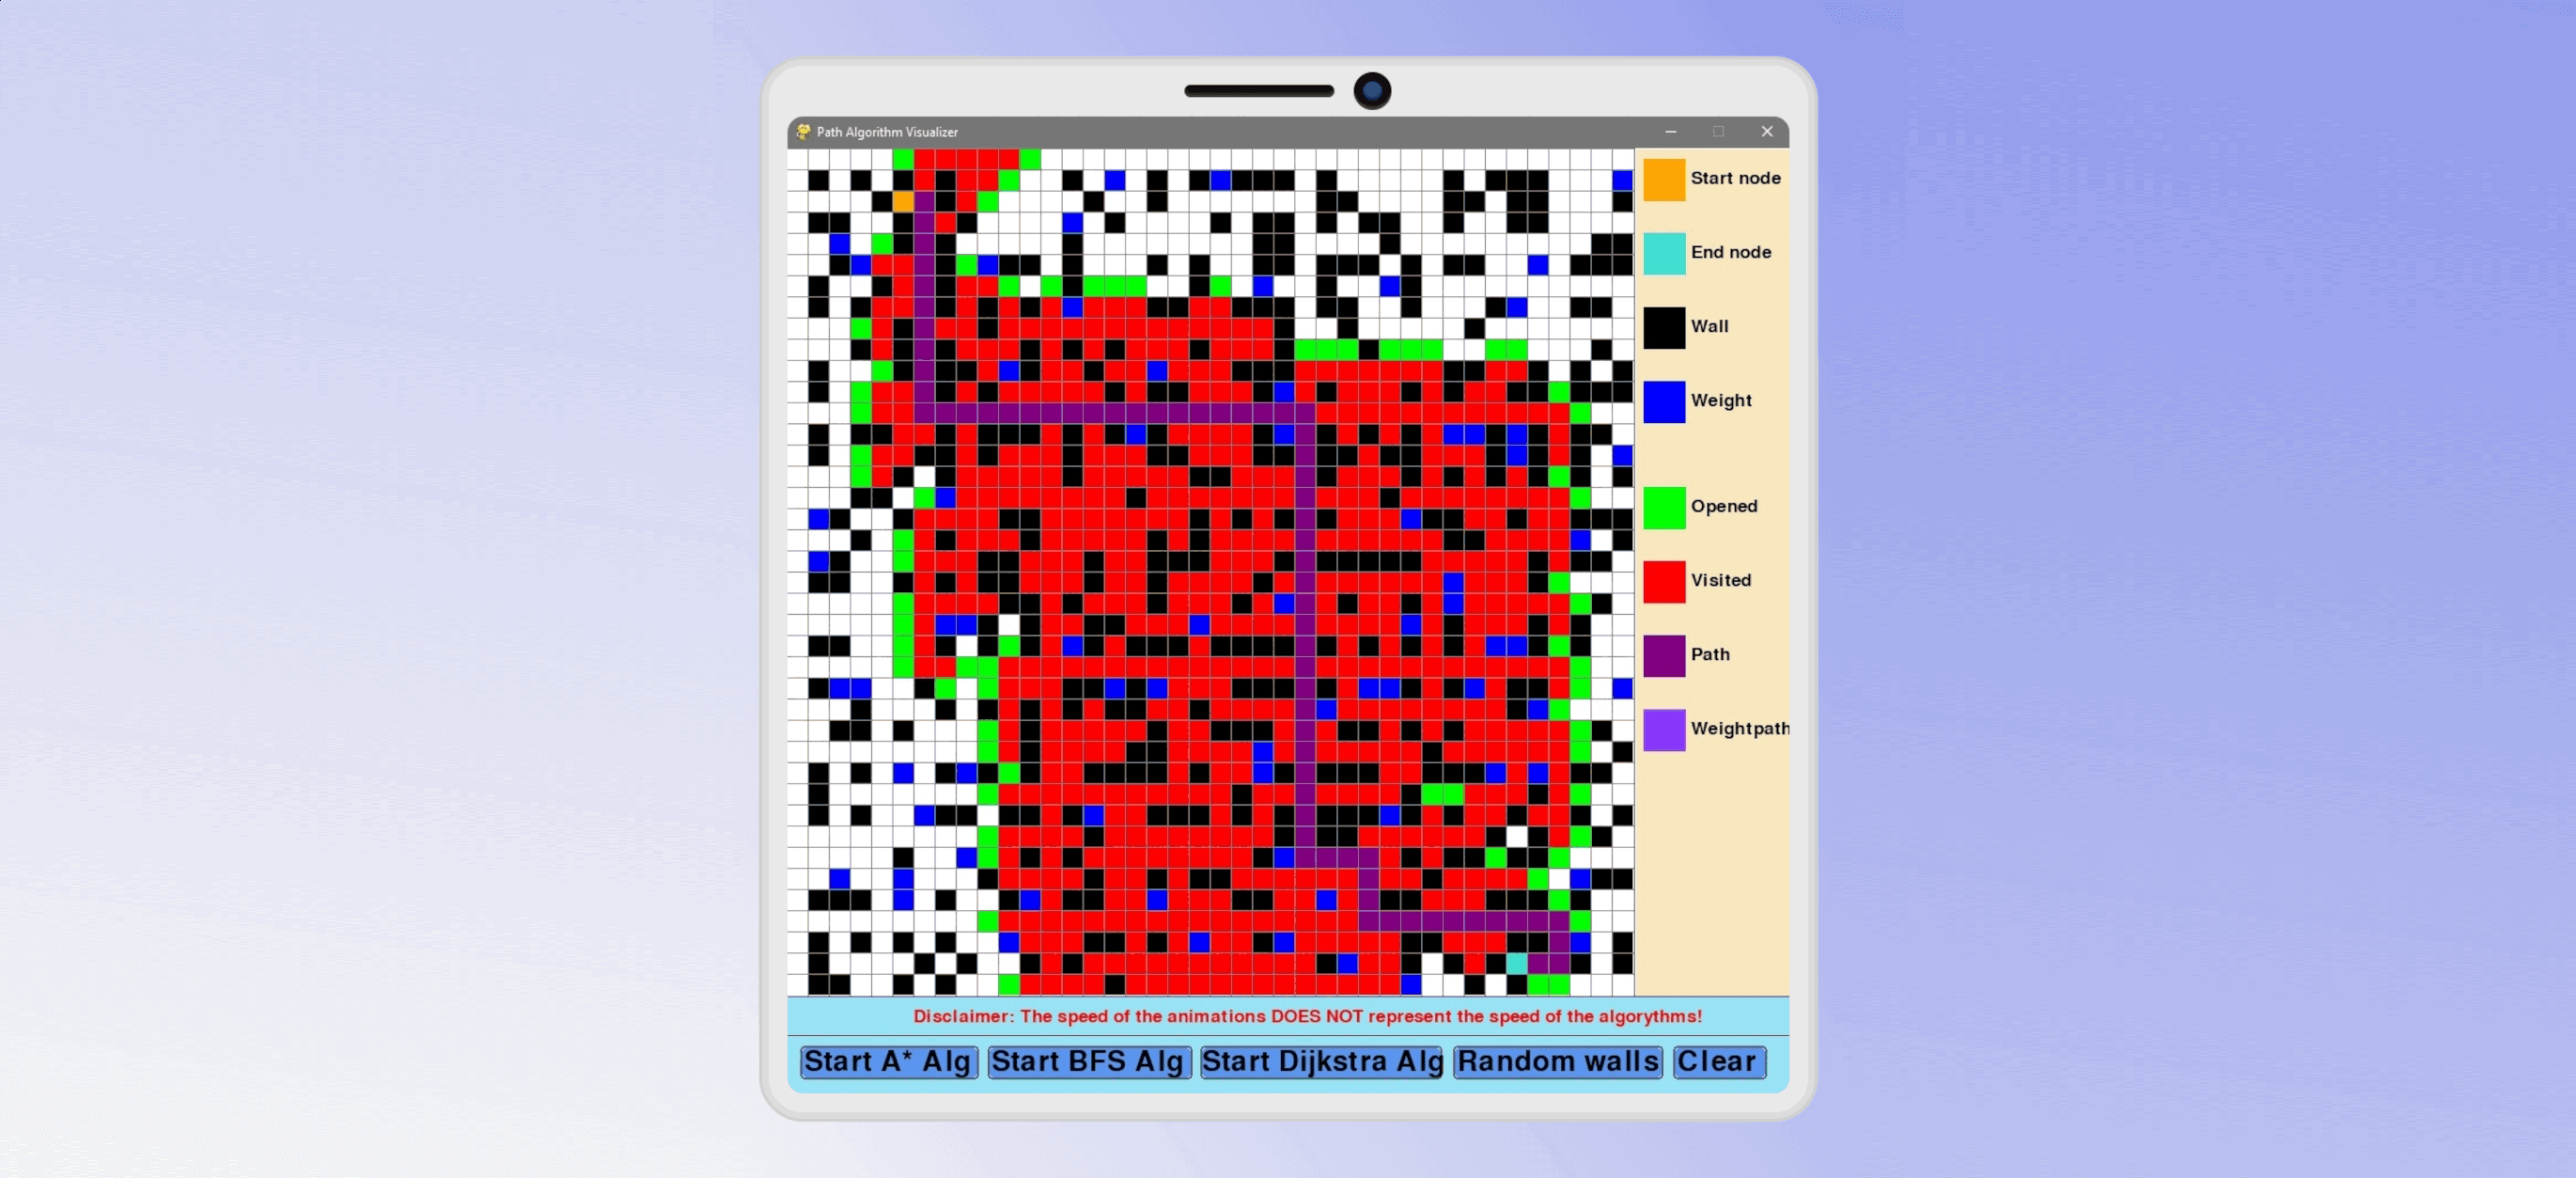 Path Algorithm Visualizer
Start node
End node
Wall
Weight
Opened
Visited
Path
Weightpath
Disclaimer: The speed of the animations DOES NOT represent the speed of the algorythms!
Start A* Alg
Start BFS Alg
Start Dijkstra Alg
Random walls
Clear